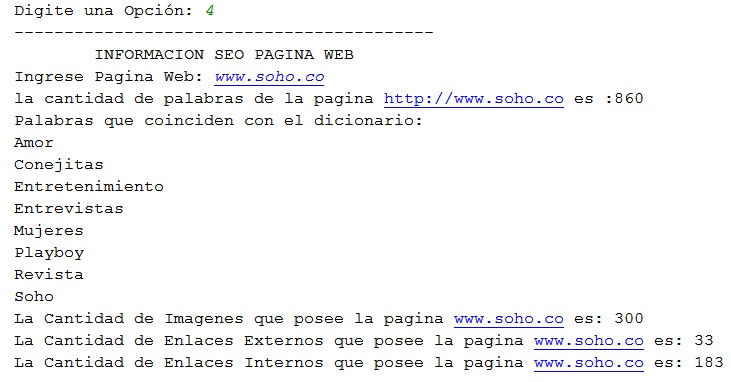 Digite una Opción: 4
------------------------------------------
INFORMACION SEO PAGINA WEB
Ingrese Pagina Web: www.soho.co
la cantidad de palabras de la pagina http://www.soho.co es :860
Palabras que coinciden con el dicionario:
Amor
Conejitas
Entretenimiento
Entrevistas
Mujeres
Playboy
Revista
Soho
La Cantidad de Imagenes que posee la pagina www.soho.co es: 300
La Cantidad de Enlaces Externos que posee la pagina www.soho.co es: 33
La Cantidad de Enlaces Internos que posee la pagina www.soho.co es: 183